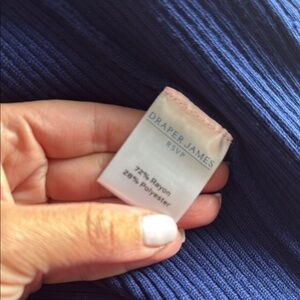 DRAPER JAMES
RSVP
72% Rayon
28% Polyester